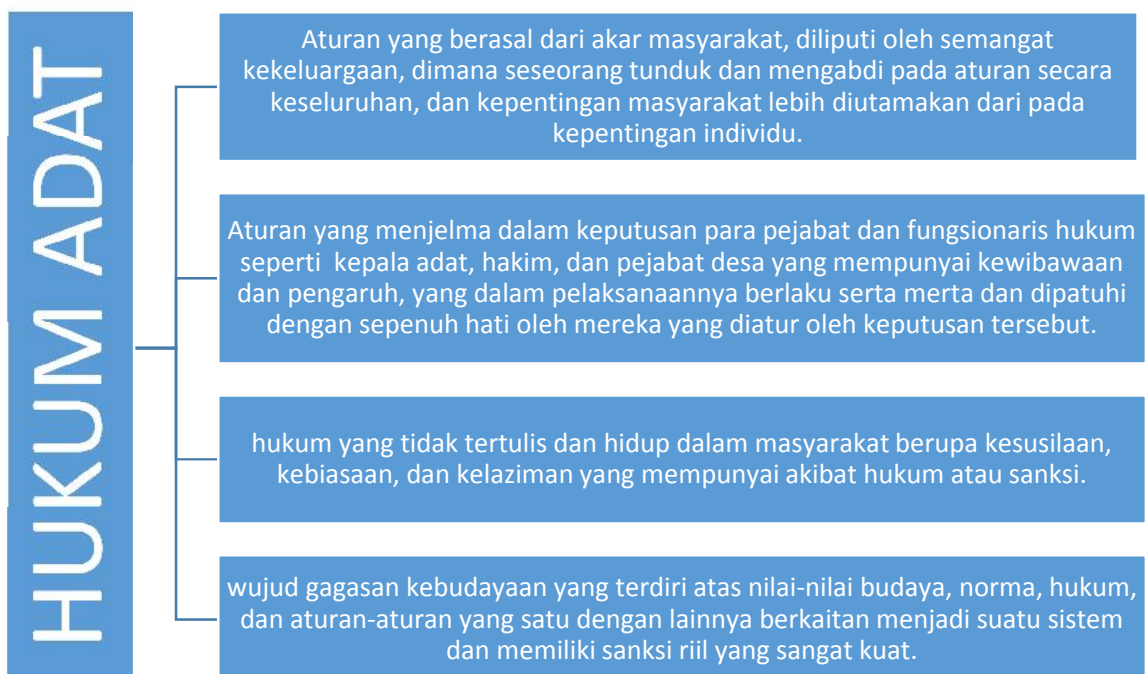 HUKUM ADAT
Aturan yang berasal dari akar masyarakat, diliputi oleh semangat
kekeluargaan, dimana seseorang tunduk dan mengabdi pada aturan secara
keseluruhan, dan kepentingan masyarakat lebih diutamakan dari pada
kepentingan individu.
Aturan yang menjelma dalam keputusan para pejabat dan fungsionaris hukum
seperti kepala adat, hakim, dan pejabat desa yang mempunyai kewibawaan
dan pengaruh, yang dalam pelaksanaannya berlaku serta merta dan dipatuhi
dengan sepenuh hati oleh mereka yang diatur oleh keputusan tersebut.
hukum yang tidak tertulis dan hidup dalam masyarakat berupa kesusilaan,
kebiasaan, dan kelaziman yang mempunyai akibat hukum atau sanksi.
wujud gagasan kebudayaan yang terdiri atas nilai-nilai budaya, norma, hukum,
dan aturan-aturan yang satu dengan lainnya berkaitan menjadi suatu sistem
dan memiliki sanksi riil yang sangat kuat.